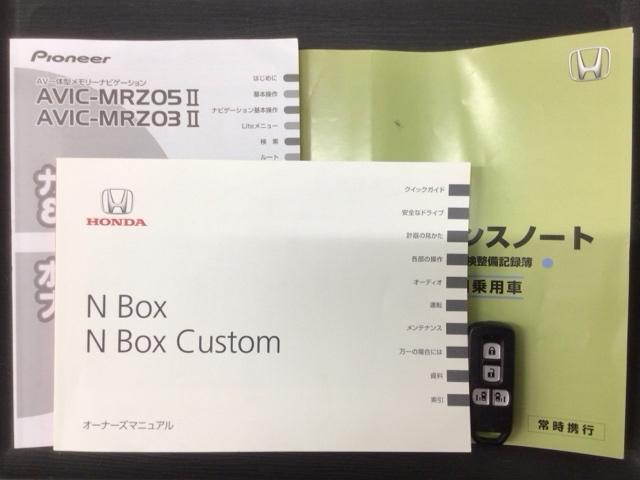 Pioneer
AV一体型メモリーナビゲーション
AVIC-MRZ05Ⅱ
AVIC-MRZ03Ⅱ
はじめに
基本操作
ナビゲーション基本操作
Liteメニュー
検索
ルート
HONDA
N Box
N Box Custom
オーナーズマニュアル
クイックガイド
安全なドライブ
計器の見かた
各部の操作
オーディオ
運転
メンテナンス
万一の場合には
資料
索引
ンスノート
検整備記録簿
乗用車
常時携行